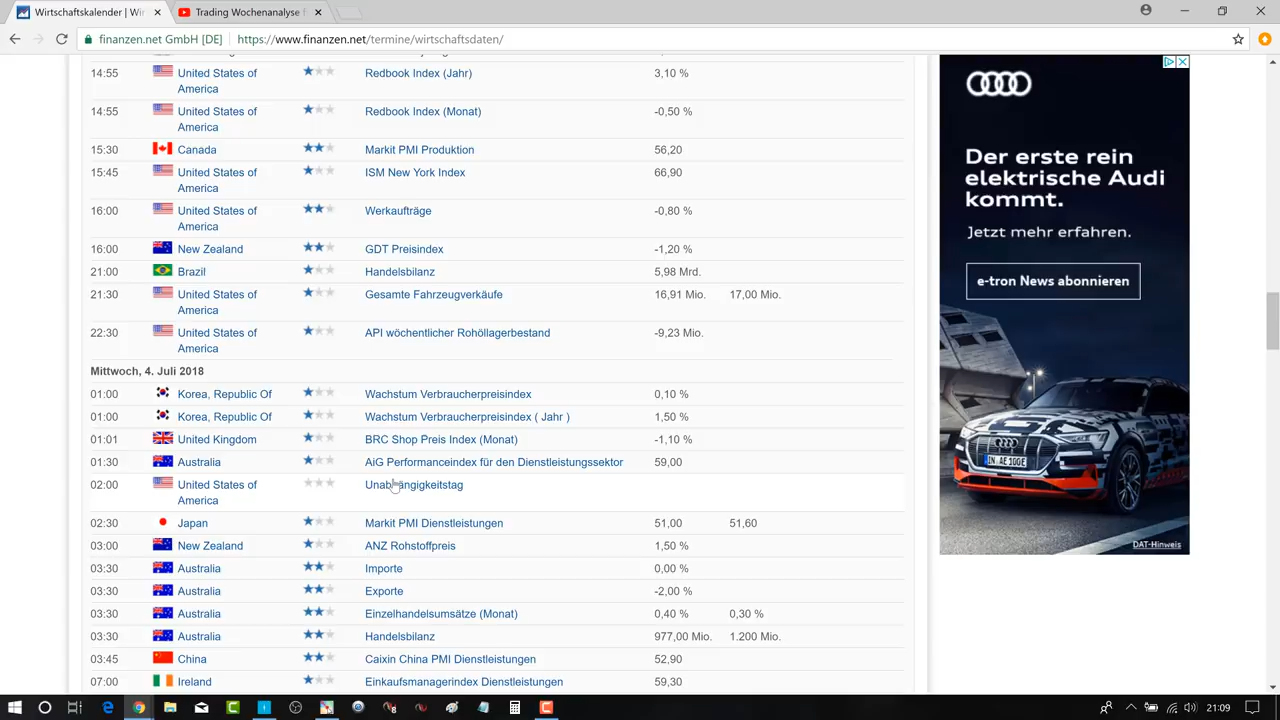 Wirtschaftskalender | Wir
Trading Wochenanalyse f
finanzen.net GmbH [DE] https://www.finanzen.net/termine/wirtschaftsdaten/
14:55 United States of America Redbook Index (Jahr) 3,10 %
14:55 United States of America Redbook Index (Monat) -0,50 %
15:30 Canada Markit PMI Produktion 56,20
15:45 United States of America ISM New York Index 66,90
16:00 United States of America Werkaufträge -0,80 %
16:00 New Zealand GDT Preisindex -1,20 %
21:00 Brazil Handelsbilanz 5,98 Mrd.
21:30 United States of America Gesamte Fahrzeugverkäufe 16,91 Mio. 17,00 Mio.
22:30 United States of America API wöchentlicher Rohöllagerbestand -9,23 Mio.
Mittwoch, 4. Juli 2018
01:00 Korea, Republic Of Wachstum Verbraucherpreisindex 0,10 %
01:00 Korea, Republic Of Wachstum Verbraucherpreisindex ( Jahr ) 1,50 %
01:01 United Kingdom BRC Shop Preis Index (Monat) -1,10 %
01:30 Australia AiG Performanceindex für den Dienstleistungssektor 59,00
02:00 United States of America Unabhängigkeitstag
02:30 Japan Markit PMI Dienstleistungen 51,00 51,60
03:00 New Zealand ANZ Rohstoffpreis 1,50 %
03:30 Australia Importe 0,00 %
03:30 Australia Exporte -2,00 %
03:30 Australia Einzelhandelsumsätze (Monat) 0,40 % 0,30 %
03:30 Australia Handelsbilanz 977,00 Mio. 1.200 Mio.
03:45 China Caixin China PMI Dienstleistungen 52,90
07:00 Ireland Einkaufsmanagerindex Dienstleistungen 59,30
Der erste rein
elektrische Audi
kommt.
Jetzt mehr erfahren.
e-tron News abonnieren
IN·AE 100E
DAT-Hinweis
21:09